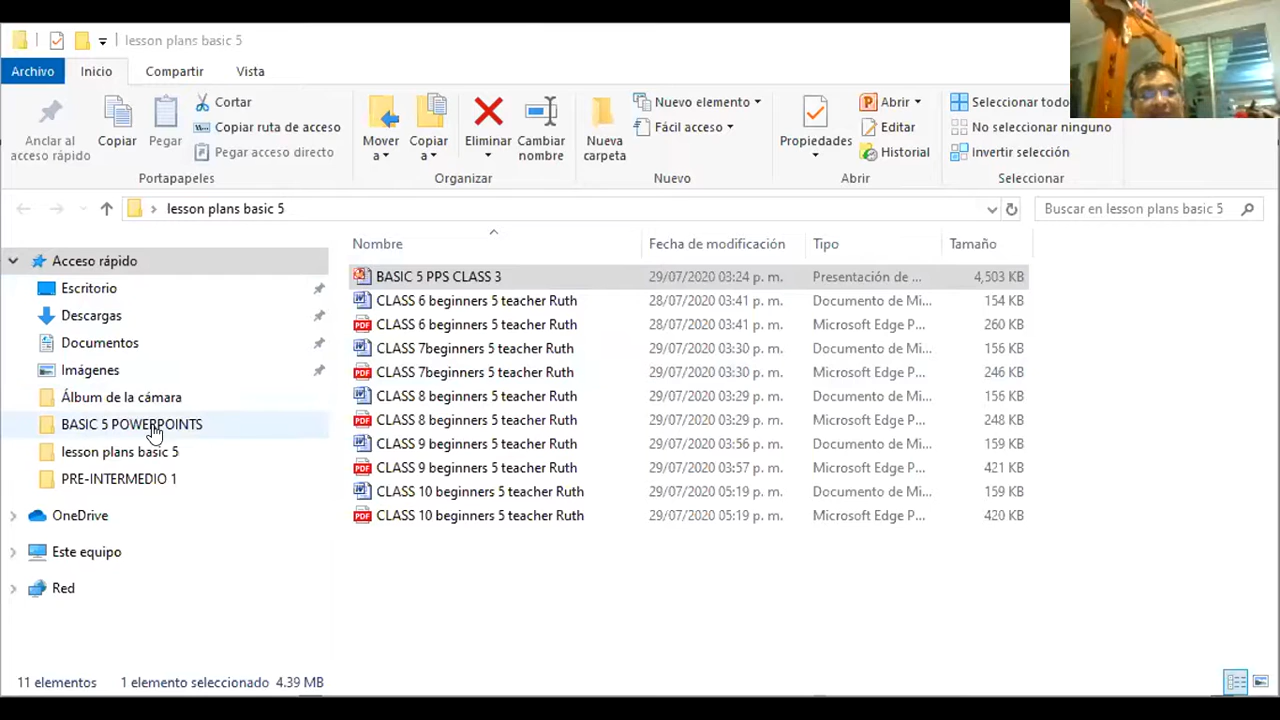 lesson plans basic 5
Archivo Inicio Compartir Vista
Anclar al acceso rápido
Copiar
Pegar
Cortar
Copiar ruta de acceso
Pegar acceso directo
Portapapeles
Mover a
Copiar a
Eliminar
Cambiar nombre
Organizar
Nueva carpeta
Nuevo elemento
Fácil acceso
Nuevo
Propiedades
Abrir
Editar
Historial
Abrir
Seleccionar todo
No seleccionar ninguno
Invertir selección
Seleccionar
lesson plans basic 5
Buscar en lesson plans basic 5
Acceso rápido
Escritorio
Descargas
Documentos
Imágenes
Álbum de la cámara
BASIC 5 POWERPOINTS
lesson plans basic 5
PRE-INTERMEDIO 1
OneDrive
Este equipo
Red
Nombre Fecha de modificación Tipo Tamaño
BASIC 5 PPS CLASS 3 29/07/2020 03:24 p. m. Presentación de ... 4,503 KB
CLASS 6 beginners 5 teacher Ruth 28/07/2020 03:41 p. m. Documento de Mi... 154 KB
CLASS 6 beginners 5 teacher Ruth 28/07/2020 03:41 p. m. Microsoft Edge P... 260 KB
CLASS 7beginners 5 teacher Ruth 29/07/2020 03:30 p. m. Documento de Mi... 156 KB
CLASS 7beginners 5 teacher Ruth 29/07/2020 03:30 p. m. Microsoft Edge P... 246 KB
CLASS 8 beginners 5 teacher Ruth 29/07/2020 03:29 p. m. Documento de Mi... 156 KB
CLASS 8 beginners 5 teacher Ruth 29/07/2020 03:29 p. m. Microsoft Edge P... 248 KB
CLASS 9 beginners 5 teacher Ruth 29/07/2020 03:56 p. m. Documento de Mi... 159 KB
CLASS 9 beginners 5 teacher Ruth 29/07/2020 03:57 p. m. Microsoft Edge P... 421 KB
CLASS 10 beginners 5 teacher Ruth 29/07/2020 05:19 p. m. Documento de Mi... 159 KB
CLASS 10 beginners 5 teacher Ruth 29/07/2020 05:19 p. m. Microsoft Edge P... 420 KB
11 elementos 1 elemento seleccionado 4.39 MB